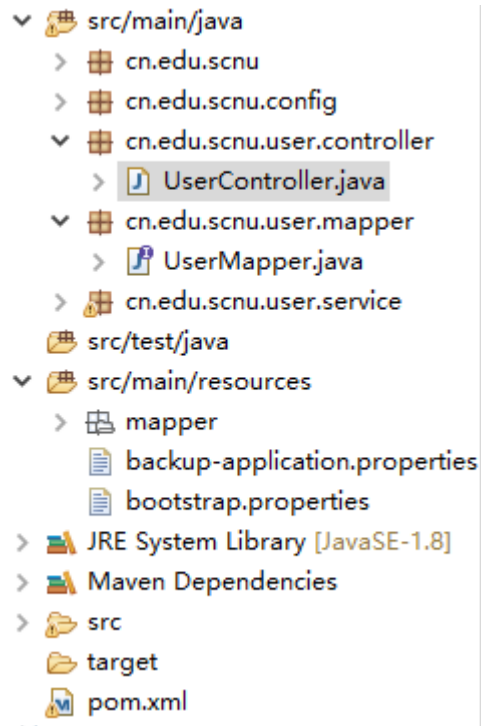 src/main/java
cn.edu.scnu
cn.edu.scnu.config
cn.edu.scnu.user.controller
UserController.java
cn.edu.scnu.user.mapper
UserMapper.java
cn.edu.scnu.user.service
src/test/java
src/main/resources
mapper
backup-application.properties
bootstrap.properties
JRE System Library [JavaSE-1.8]
Maven Dependencies
src
target
pom.xml